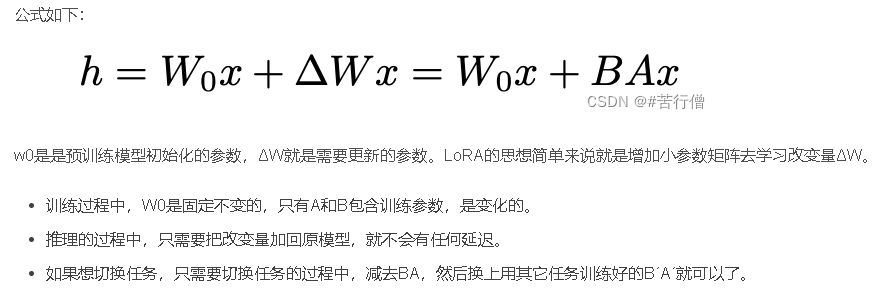 公式如下：
h = W₀x + ΔWx = W₀x + BAx
CSDN @#苦行僧
w0是是预训练模型初始化的参数，ΔW就是需要更新的参数。LoRA的思想简单来说就是增加小参数矩阵去学习改变量ΔW。
• 训练过程中，W0是固定不变的，只有A和B包含训练参数，是变化的。
• 推理的过程中，只需要把改变量加回原模型，就不会有任何延迟。
• 如果想切换任务，只需要切换任务的过程中，减去BA，然后换上用其它任务训练好的B´A´就可以了。